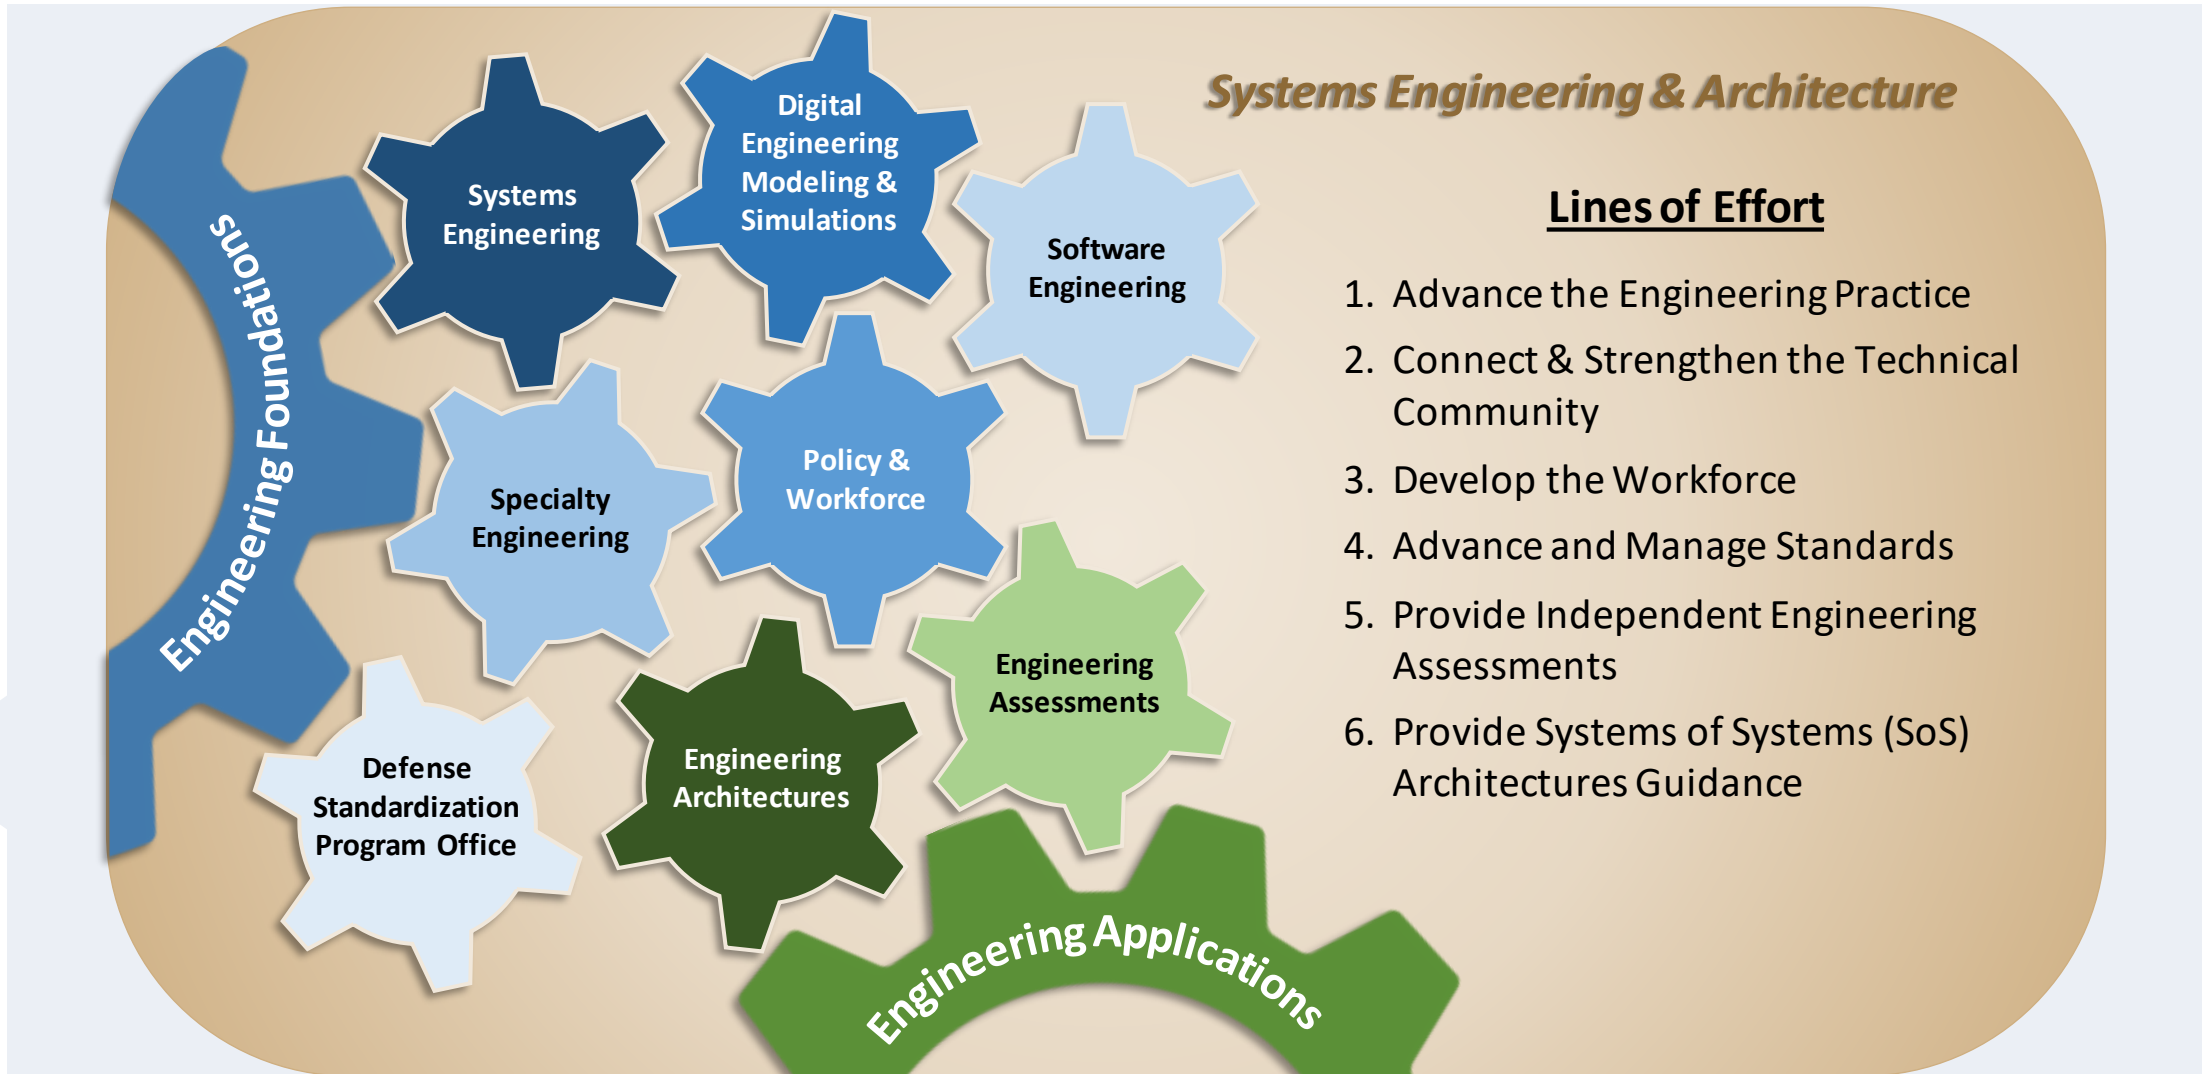 Systems Engineering & Architecture
Engineering Foundations
Systems
Engineering
Digital
Engineering
Modeling &
Simulations
Software
Engineering
Specialty
Engineering
Policy &
Workforce
Engineering
Assessments
Defense
Standardization
Program Office
Engineering
Architectures
Engineering Applications
Lines of Effort
1. Advance the Engineering Practice
2. Connect & Strengthen the Technical
Community
3. Develop the Workforce
4. Advance and Manage Standards
5. Provide Independent Engineering
Assessments
6. Provide Systems of Systems (SoS)
Architectures Guidance